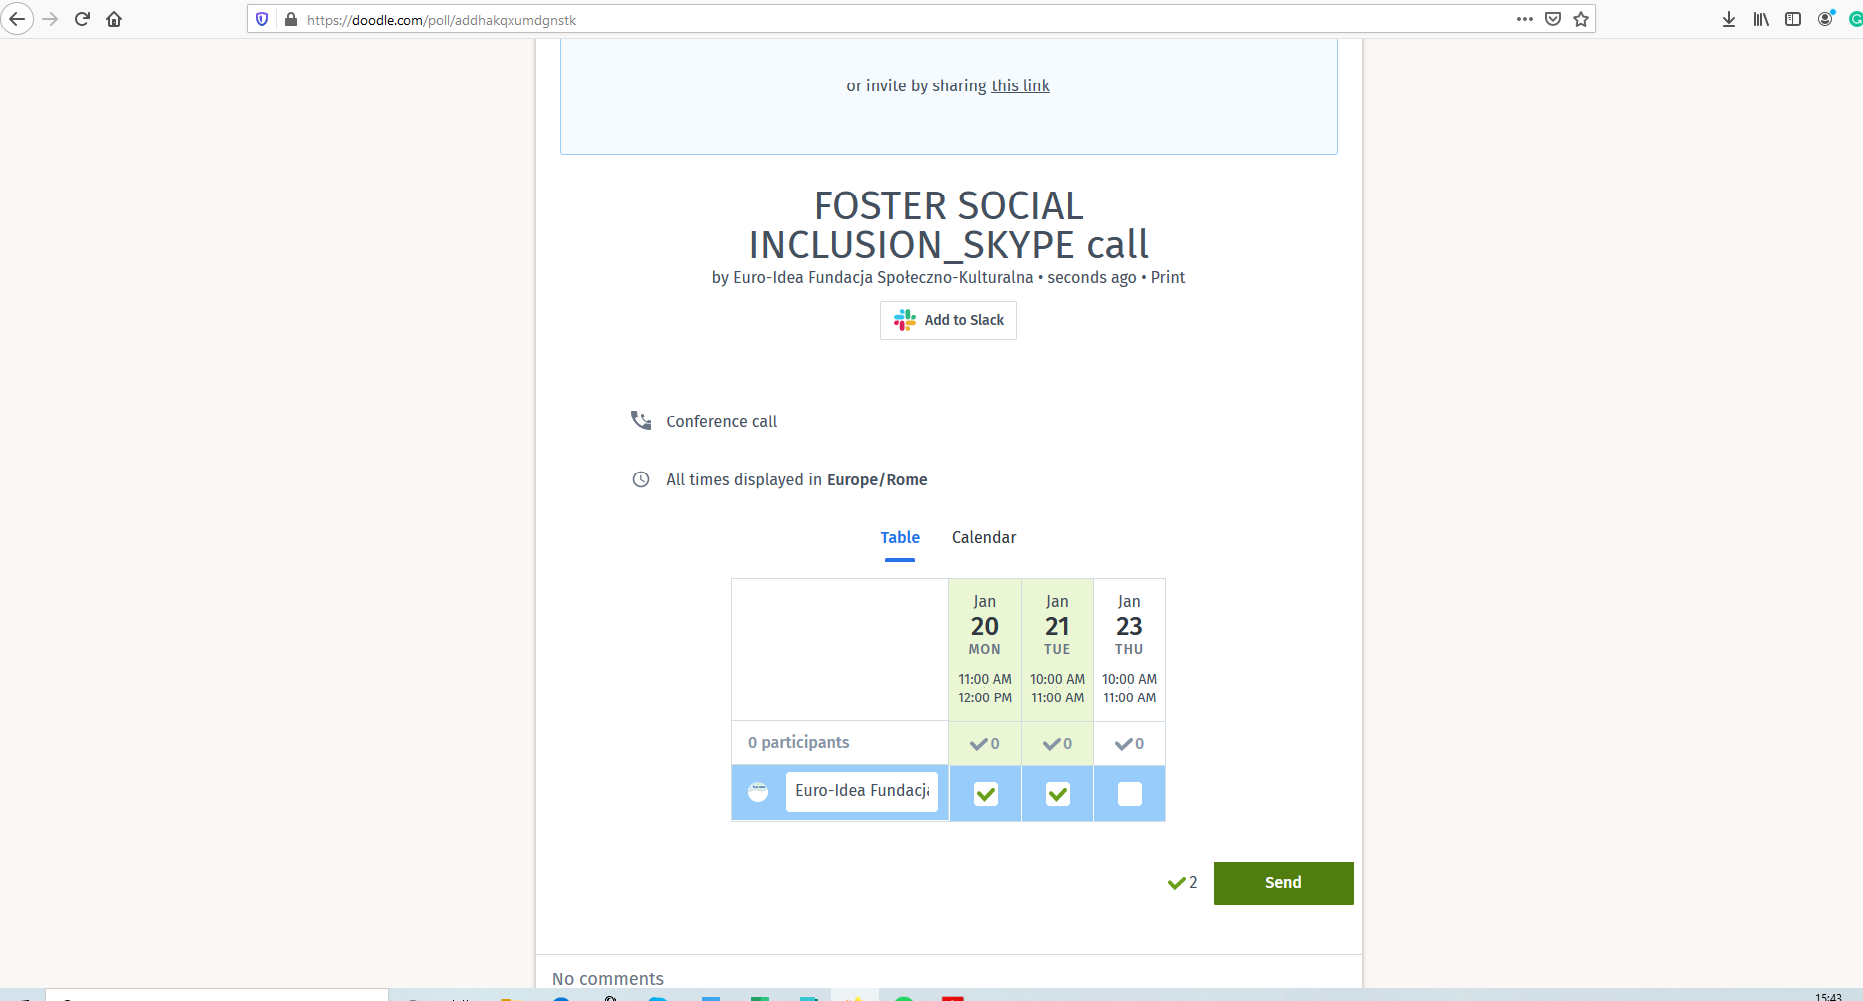 https://doodle.com/poll/addhakqxumdgnstk
or invite by sharing this link
FOSTER SOCIAL
INCLUSION_SKYPE call
by Euro-Idea Fundacja Społeczno-Kulturalna • seconds ago • Print
Add to Slack
Conference call
All times displayed in Europe/Rome
Table Calendar
Jan Jan Jan
20 21 23
MON TUE THU
11:00 AM 10:00 AM 10:00 AM
12:00 PM 11:00 AM 11:00 AM
0 participants 0 0 0
Euro-Idea Fundacja
2 Send
No comments
15:43